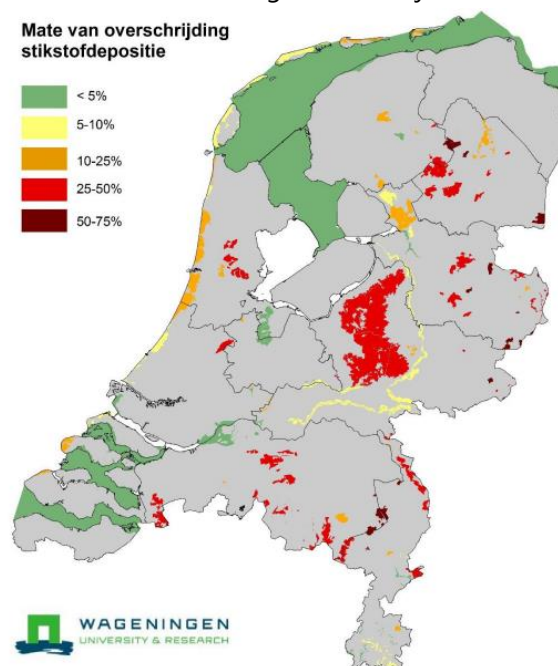 Mate van overschrijding
stikstofdepositie
< 5%
5-10%
10-25%
25-50%
50-75%
WAGENINGEN
UNIVERSITY & RESEARCH